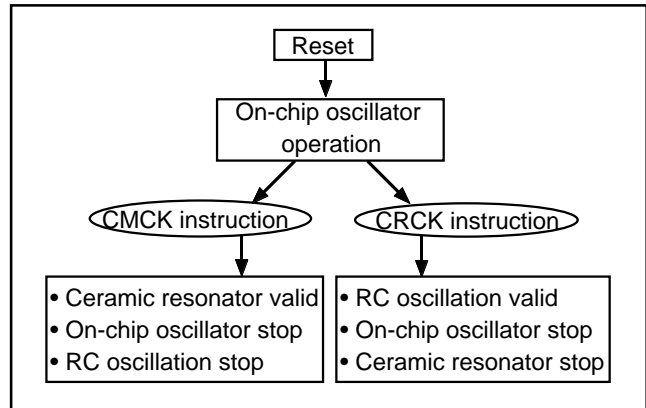 Reset
On-chip oscillator
operation
CMCK instruction
CRCK instruction
• Ceramic resonator valid
• On-chip oscillator stop
• RC oscillation stop
• RC oscillation valid
• On-chip oscillator stop
• Ceramic resonator stop